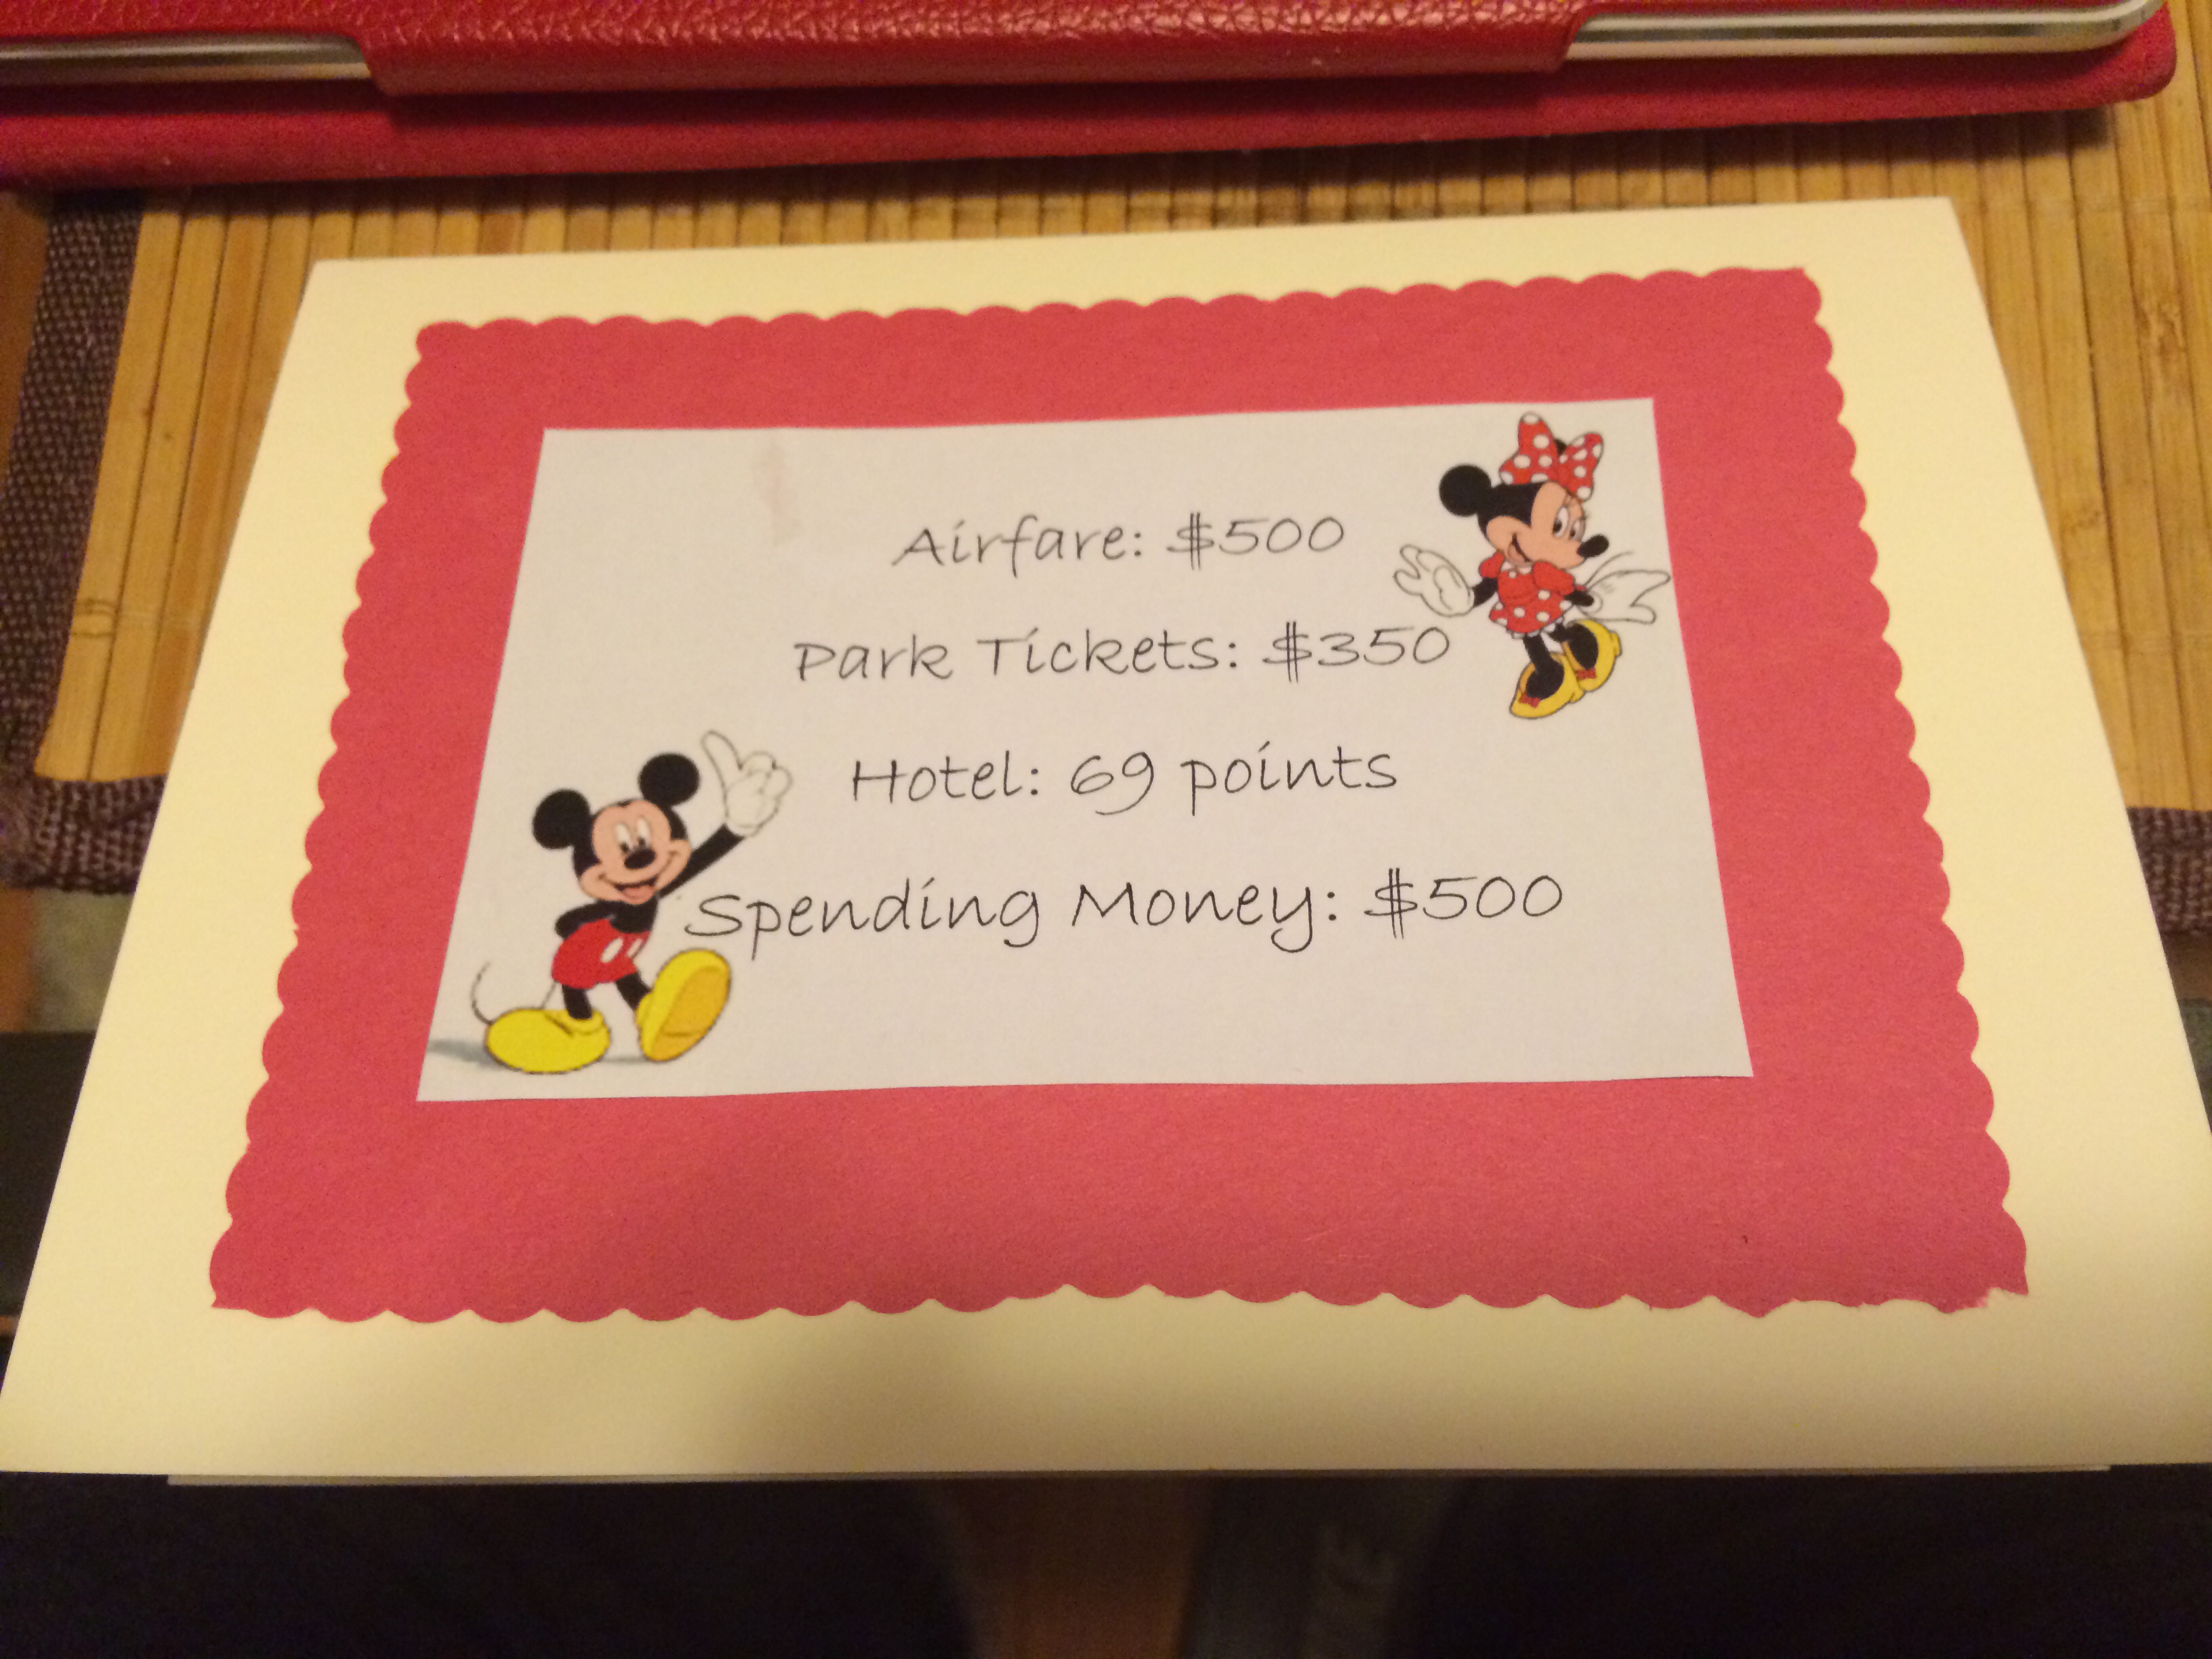 Airfare: $500
Park Tickets: $350
Hotel: 69 points
Spending Money: $500